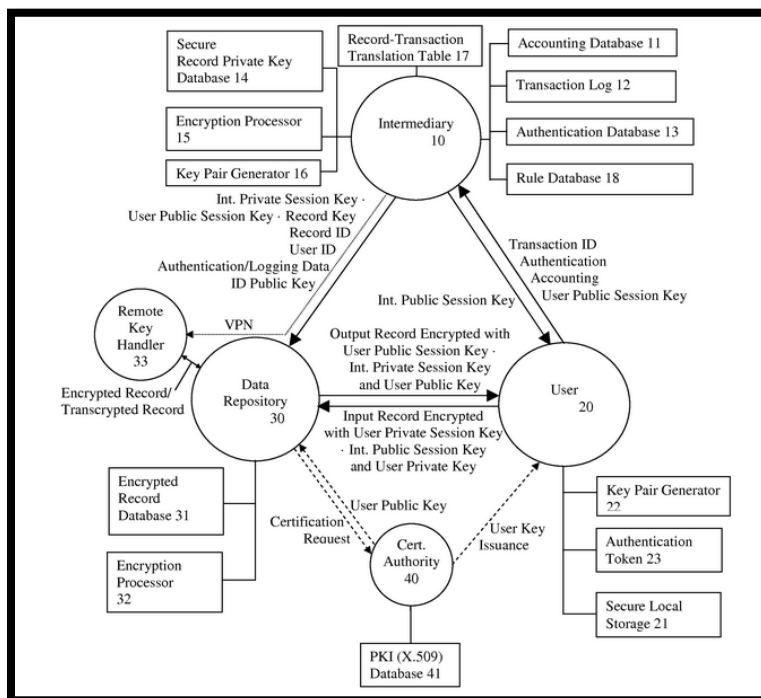 Secure
Record Private Key
Database 14
Record-Transaction
Translation Table 17
Accounting Database 11
Transaction Log 12
Encryption Processor
15
Intermediary
10
Authentication Database 13
Key Pair Generator 16
Rule Database 18
Int. Private Session Key ·
User Public Session Key · Record Key
Record ID
User ID
Authentication/Logging Data
ID Public Key
Transaction ID
Authentication
Accounting
User Public Session Key
Int. Public Session Key
Remote
Key
Handler
33
VPN
Output Record Encrypted with
User Public Session Key ·
Int. Private Session Key
and User Public Key
Encrypted Record/
Transcrypted Record
Data
Repository
30
User
20
Input Record Encrypted
with User Private Session Key
· Int. Public Session Key
and User Private Key
Encrypted
Record
Database 31
Key Pair Generator
22
User Public Key
Certification
Request
User Key
Issuance
Authentication
Token 23
Cert.
Authority
40
Encryption
Processor
32
Secure Local
Storage 21
PKI (X.509)
Database 41